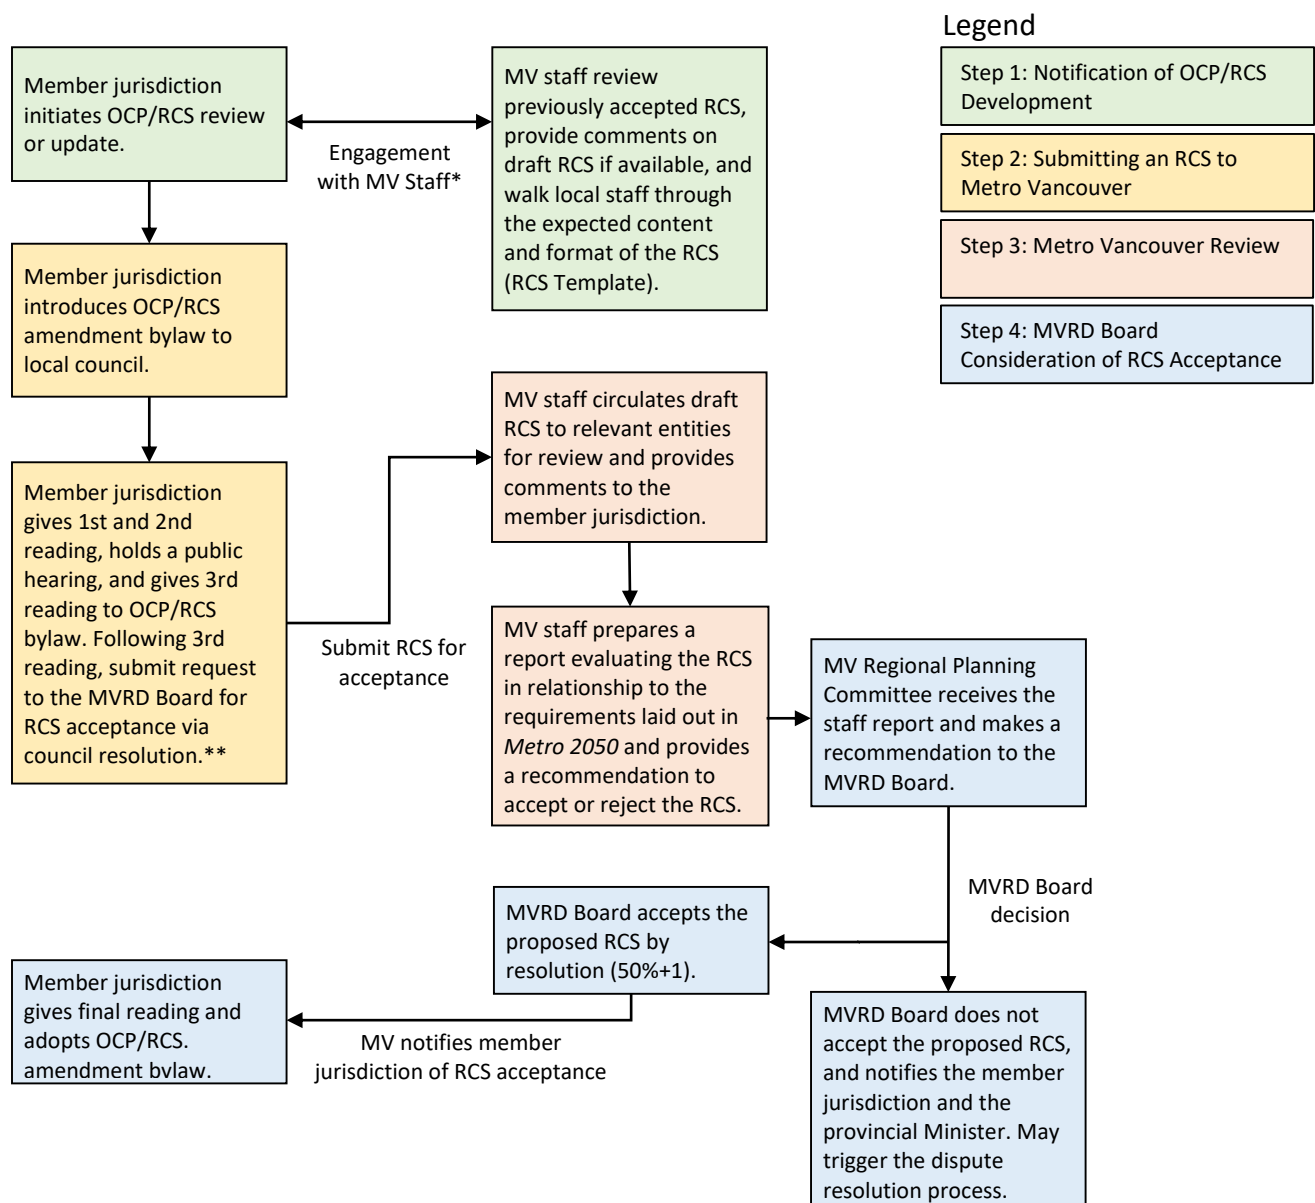 Legend
Step 1: Notification of OCP/RCS
Development
Step 2: Submitting an RCS to
Metro Vancouver
Step 3: Metro Vancouver Review
Step 4: MVRD Board
Consideration of RCS Acceptance
Member jurisdiction
initiates OCP/RCS review
or update.
Engagement
with MV Staff*
MV staff review
previously accepted RCS,
provide comments on
draft RCS if available, and
walk local staff through
the expected content
and format of the RCS
(RCS Template).
Member jurisdiction
introduces OCP/RCS
amendment bylaw to
local council.
Member jurisdiction
gives 1st and 2nd
reading, holds a public
hearing, and gives 3rd
reading to OCP/RCS
bylaw. Following 3rd
reading, submit request
to the MVRD Board for
RCS acceptance via
council resolution.**
Submit RCS for
acceptance
MV staff circulates draft
RCS to relevant entities
for review and provides
comments to the
member jurisdiction.
MV staff prepares a
report evaluating the RCS
in relationship to the
requirements laid out in
Metro 2050 and provides
a recommendation to
accept or reject the RCS.
MV Regional Planning
Committee receives the
staff report and makes a
recommendation to the
MVRD Board.
MVRD Board
decision
MVRD Board accepts the
proposed RCS by
resolution (50%+1).
MV notifies member
jurisdiction of RCS acceptance
Member jurisdiction
gives final reading and
adopts OCP/RCS.
amendment bylaw.
MVRD Board does not
accept the proposed RCS,
and notifies the member
jurisdiction and the
provincial Minister. May
trigger the dispute
resolution process.